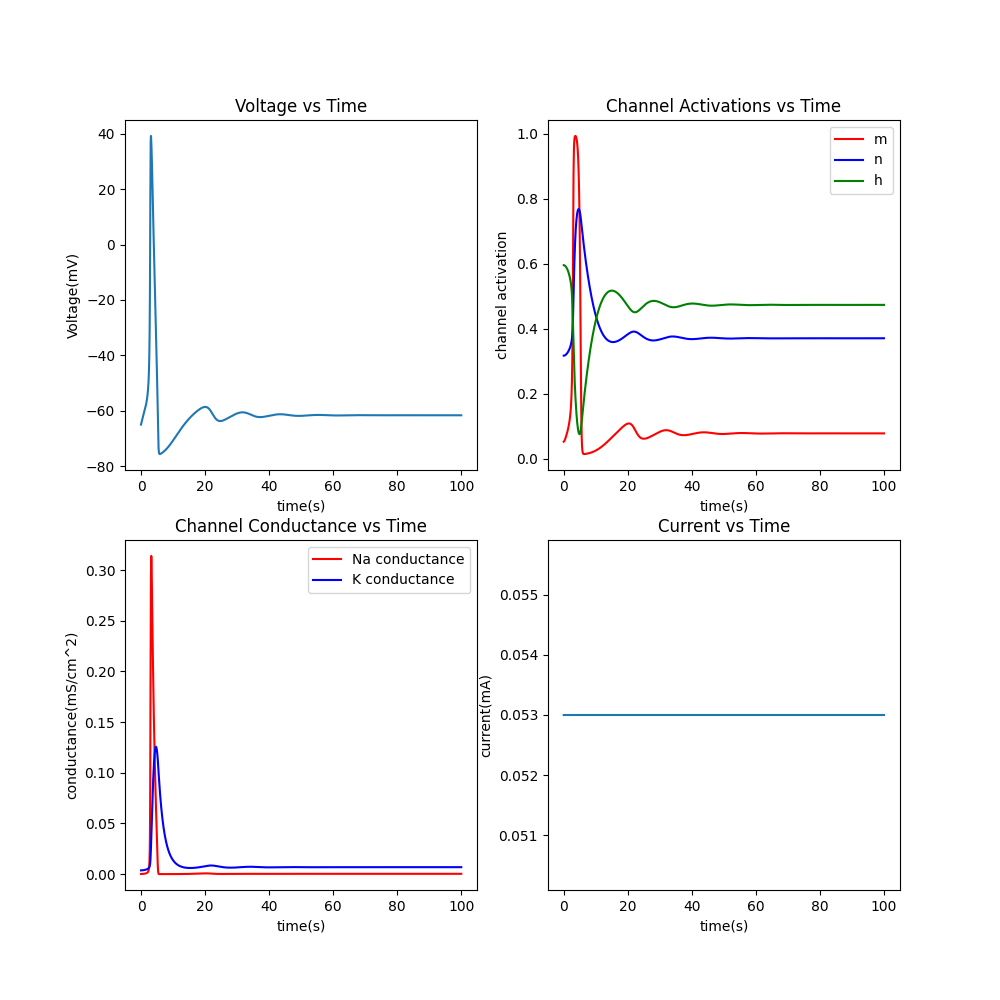 Voltage vs Time
40
20
0
−20
−40
−60
−80
Voltage(mV)
0 20 40 60 80 100
time(s)
Channel Activations vs Time
1.0
0.8
0.6
0.4
0.2
0.0
channel activation
m
n
h
0 20 40 60 80 100
time(s)
Channel Conductance vs Time
0.30
0.25
0.20
0.15
0.10
0.05
0.00
conductance(mS/cm^2)
Na conductance
K conductance
0 20 40 60 80 100
time(s)
Current vs Time
0.055
0.054
0.053
0.052
0.051
current(mA)
0 20 40 60 80 100
time(s)